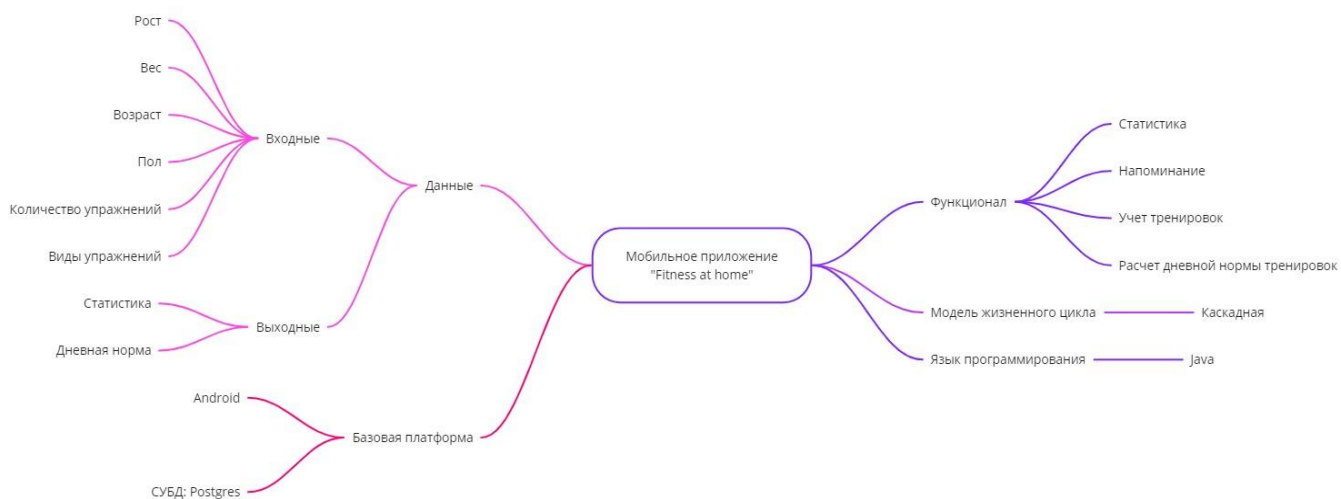 Рост
Вес
Возраст
Пол
Количество упражнений
Виды упражнений
Входные
Статистика
Дневная норма
Выходные
Данные
Android
СУБД: Postgres
Базовая платформа
Мобильное приложение
"Fitness at home"
Функционал
Статистика
Напоминание
Учет тренировок
Расчет дневной нормы тренировок
Модель жизненного цикла
Каскадная
Язык программирования
Java